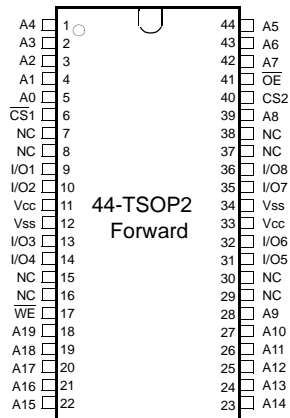 A4 1 44 A5
A3 2 43 A6
A2 3 42 A7
A1 4 41 OE
A0 5 40 CS2
CS1 6 39 A8
NC 7 38 NC
NC 8 37 NC
I/O1 9 36 I/O8
I/O2 10 35 I/O7
Vcc 11 34 Vss
Vss 12 33 Vcc
I/O3 13 32 I/O6
I/O4 14 31 I/O5
NC 15 30 NC
NC 16 29 NC
WE 17 28 A9
A19 18 27 A10
A18 19 26 A11
A17 20 25 A12
A16 21 24 A13
A15 22 23 A14
44-TSOP2
Forward